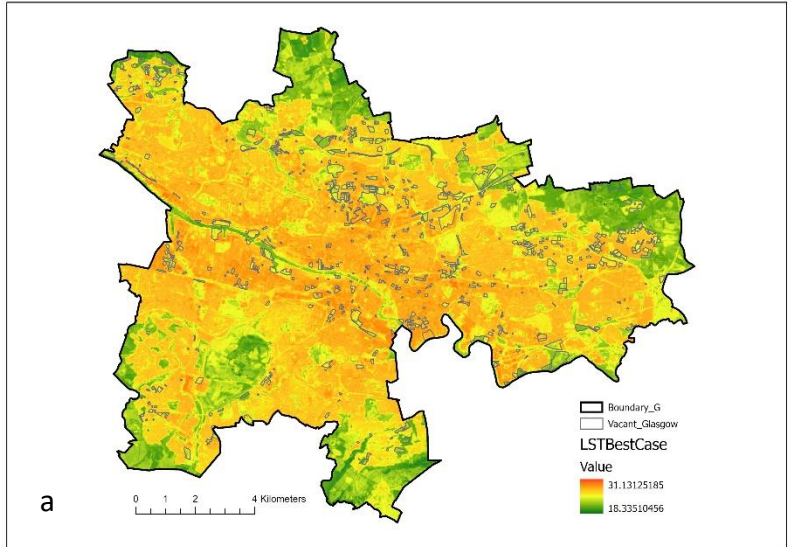 Boundary_G
Vacant_Glasgow
LSTBestCase
Value
31.13125185
18.33510456
a
0 1 2 4 Kilometers